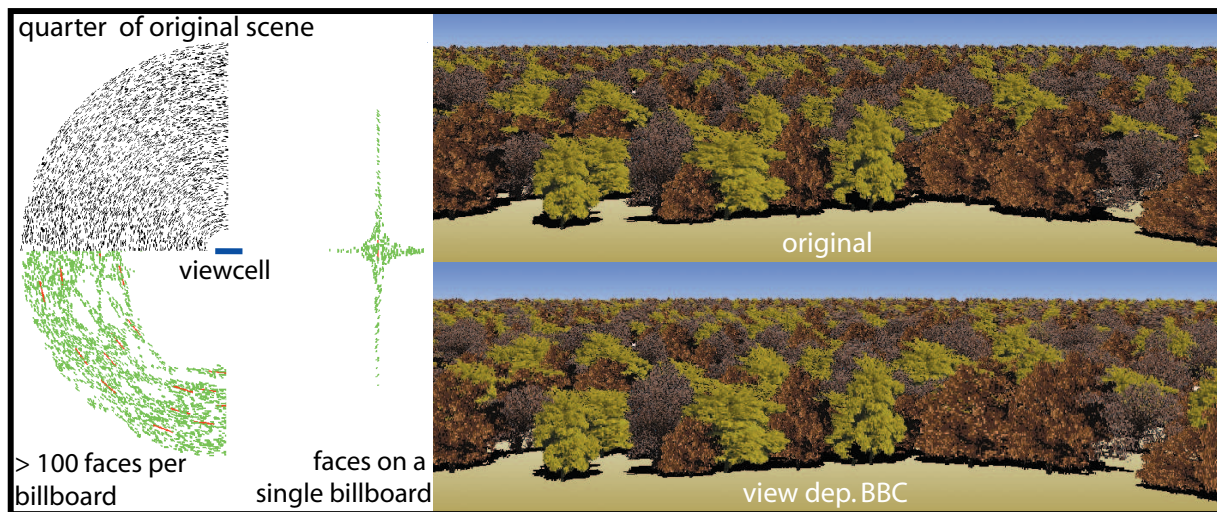 quarter of original scene
viewcell
> 100 faces per
billboard
faces on a
single billboard
original
view dep. BBC